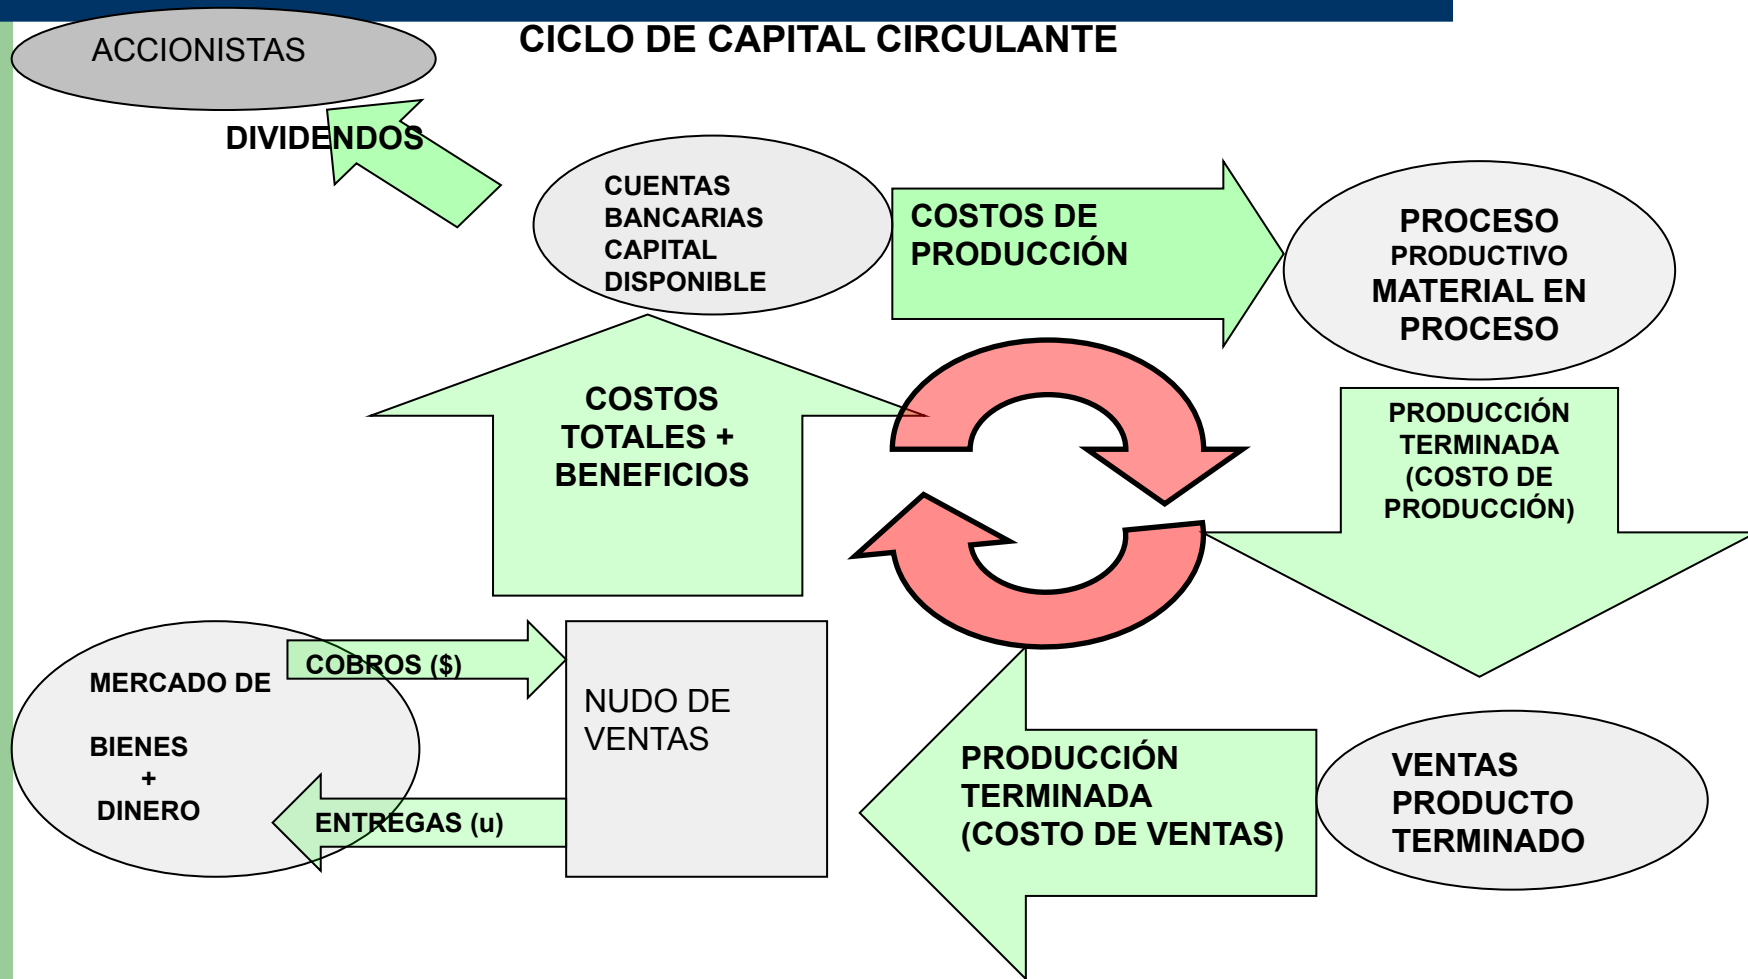 CICLO DE CAPITAL CIRCULANTE
ACCIONISTAS
DIVIDENDOS
CUENTAS
BANCARIAS
CAPITAL
DISPONIBLE
COSTOS DE
PRODUCCIÓN
PROCESO
PRODUCTIVO
MATERIAL EN
PROCESO
COSTOS
TOTALES +
BENEFICIOS
PRODUCCIÓN
TERMINADA
(COSTO DE
PRODUCCIÓN)
MERCADO DE
BIENES
+
DINERO
COBROS ($)
ENTREGAS (u)
NUDO DE
VENTAS
PRODUCCIÓN
TERMINADA
(COSTO DE VENTAS)
VENTAS
PRODUCTO
TERMINADO